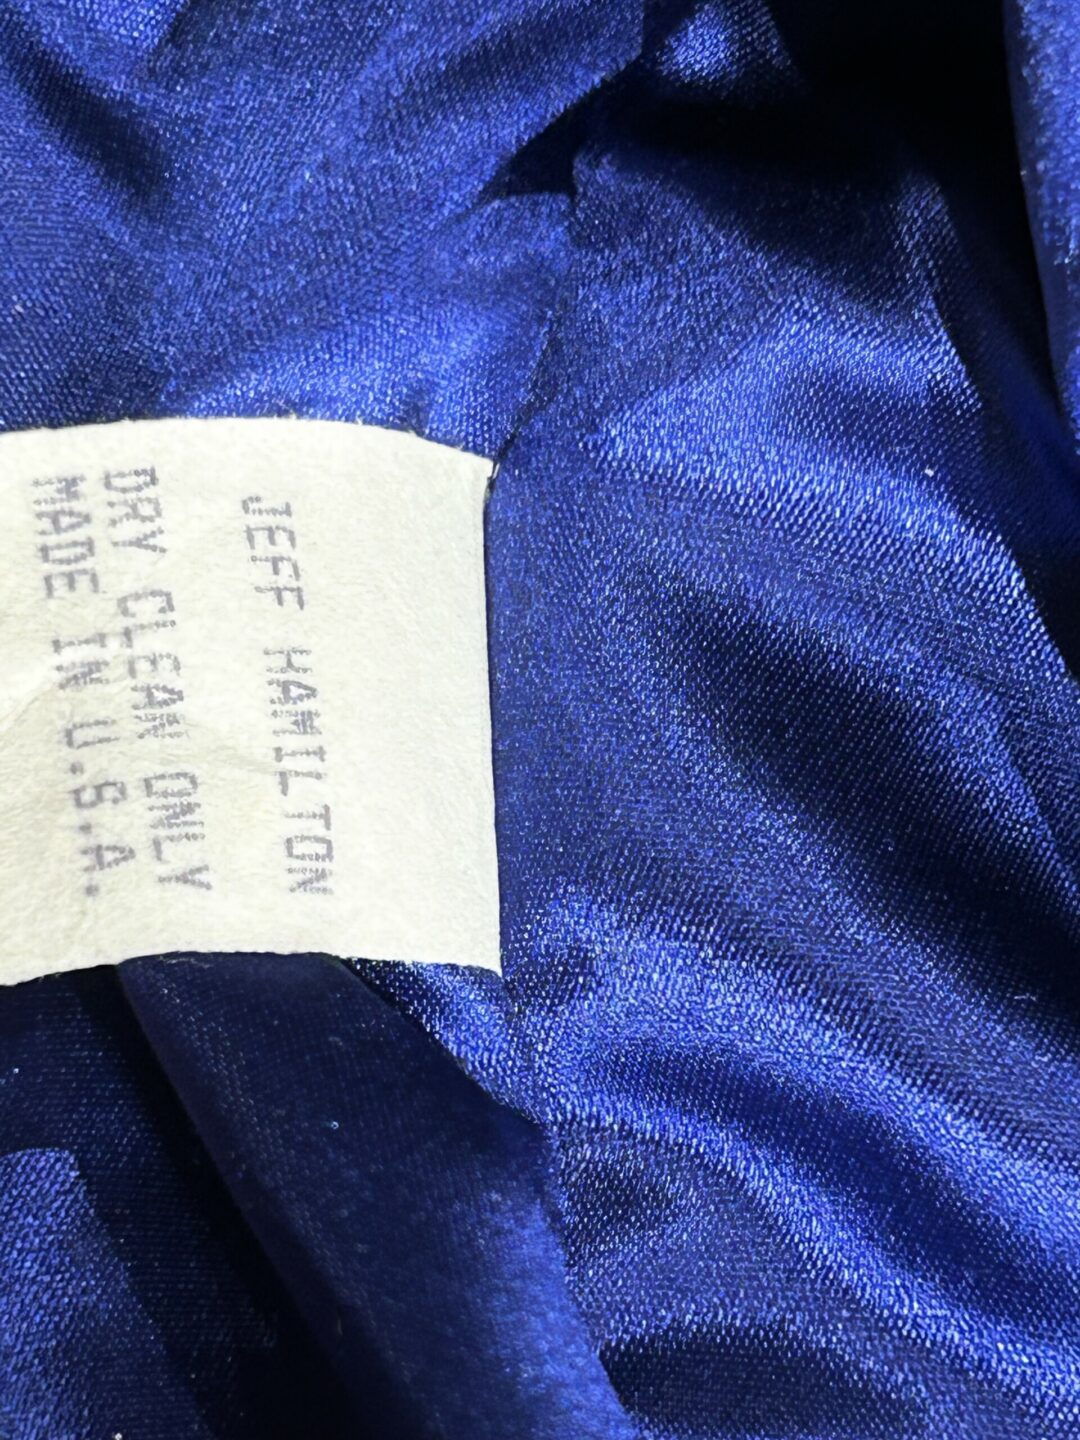 JEFF HAMILTON
DRY CLEAN ONLY
MADE IN U.S.A.